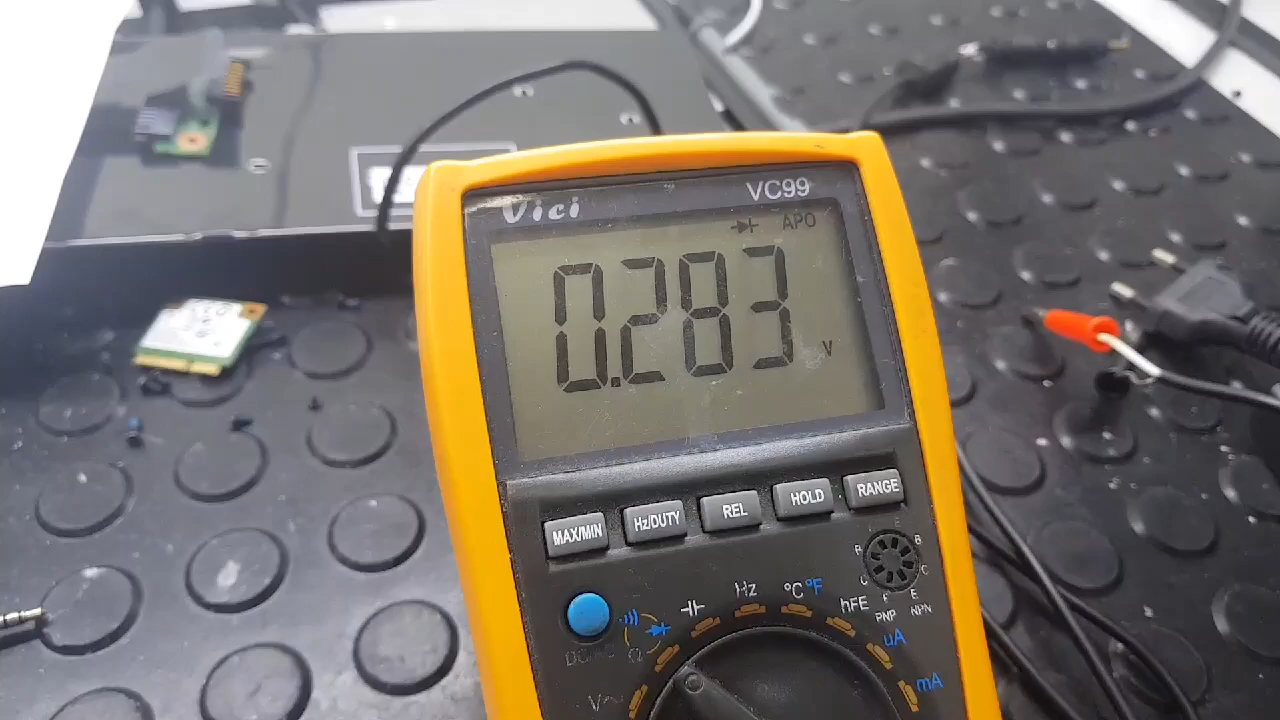 Vici VC99
APO
0.283 V
MAX/MIN Hz/DUTY REL HOLD RANGE
Hz °C °F hFE
PNP NPN
Ω
uA
V~ mA